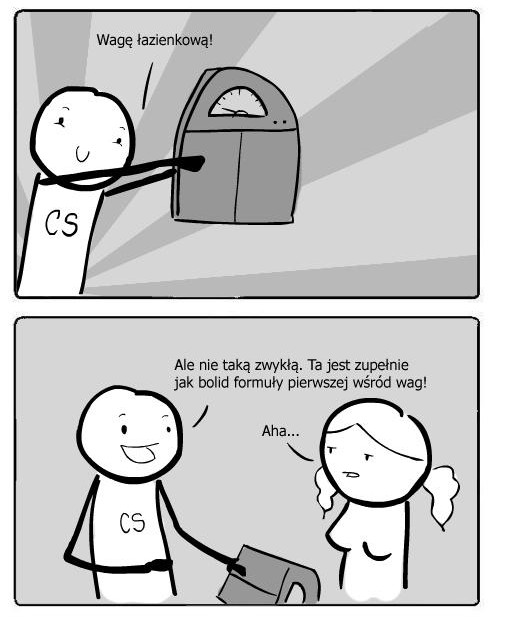 Wagę łazienkową!
CS
Ale nie taką zwykłą. Ta jest zupełnie
jak bolid formuły pierwszej wśród wag!
Aha...
CS